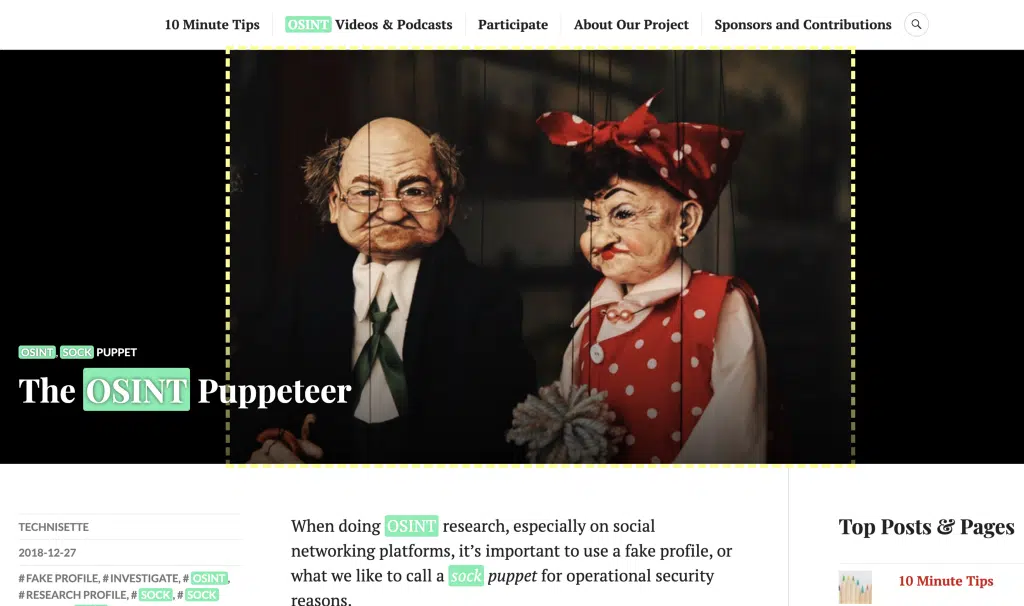 10 Minute Tips OSINT Videos & Podcasts Participate About Our Project Sponsors and Contributions
OSINT, SOCK PUPPET
The OSINT Puppeteer
TECHNISETTE
2018-12-27
#FAKE PROFILE, #INVESTIGATE, # OSINT,
#RESEARCH PROFILE, # SOCK, # SOCK
When doing OSINT research, especially on social
networking platforms, it’s important to use a fake profile, or
what we like to call a sock puppet for operational security
reasons.
Top Posts & Pages
10 Minute Tips